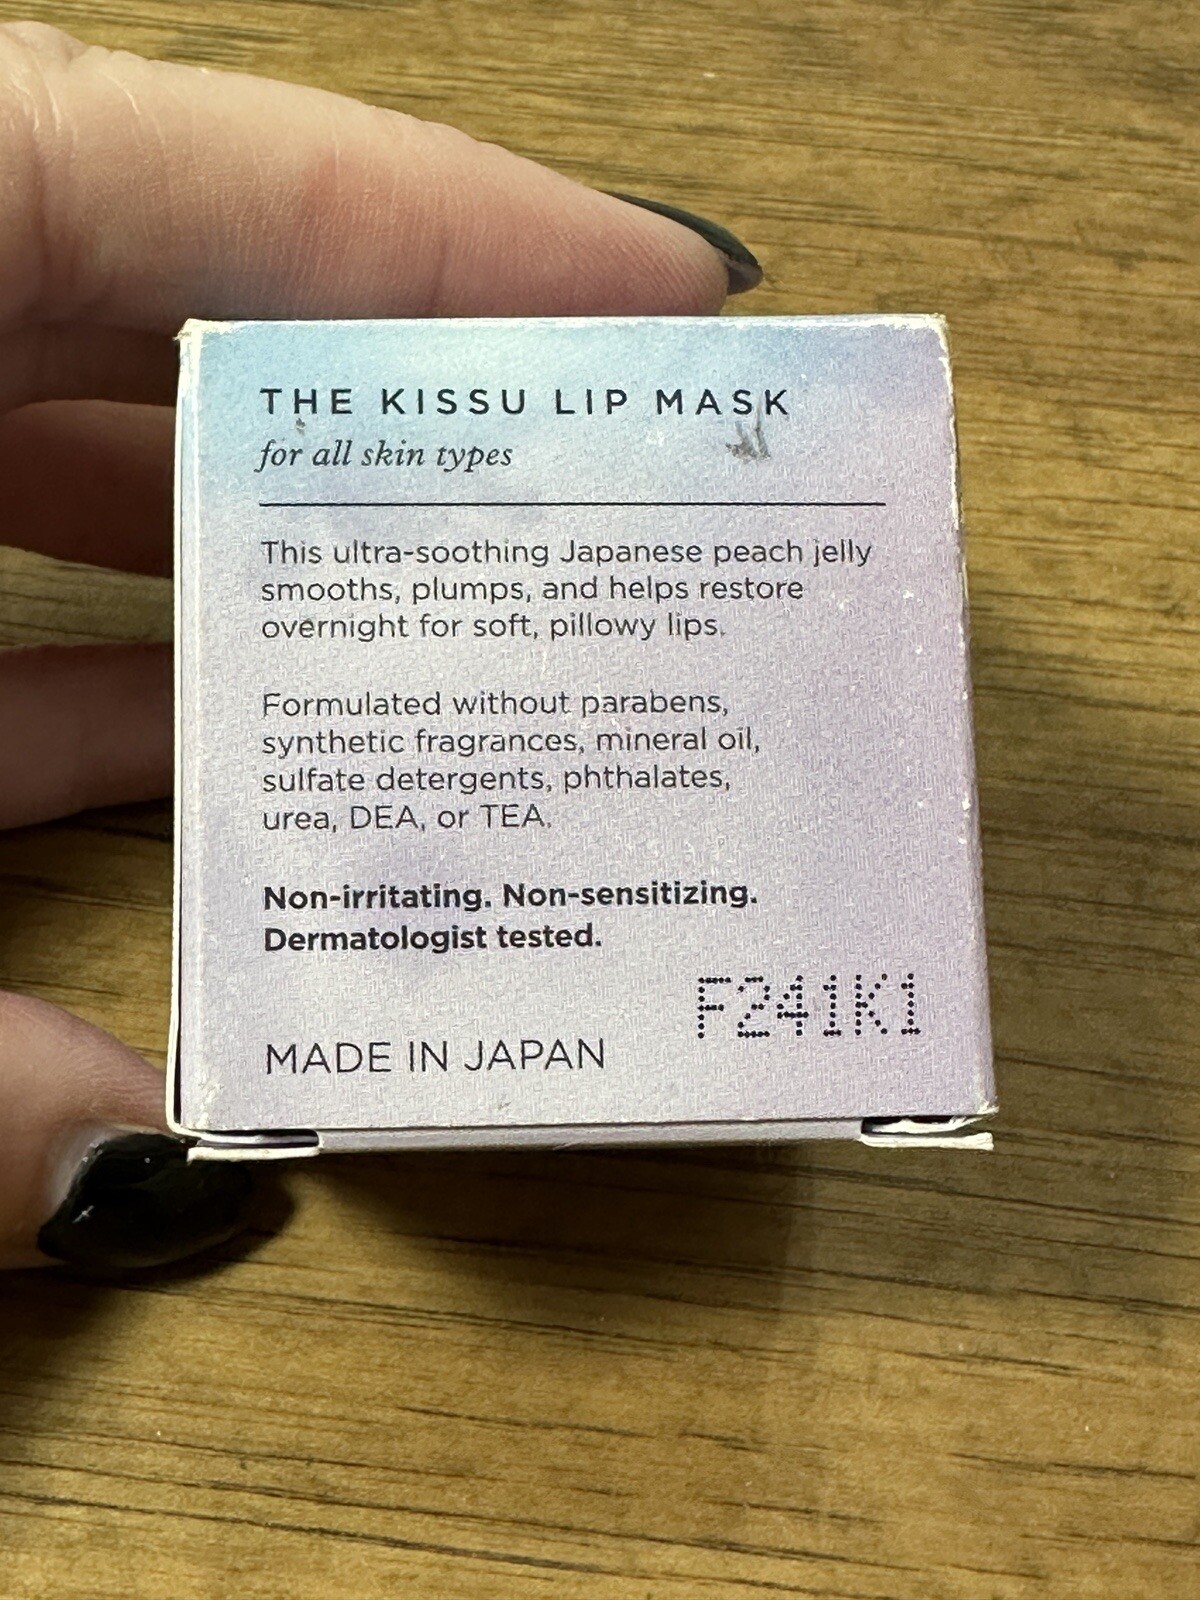 THE KISSU LIP MASK
for all skin types
This ultra-soothing Japanese peach jelly
smooths, plumps, and helps restore
overnight for soft, pillowy lips.
Formulated without parabens,
synthetic fragrances, mineral oil,
sulfate detergents, phthalates,
urea, DEA, or TEA.
Non-irritating. Non-sensitizing.
Dermatologist tested.
F241K1
MADE IN JAPAN